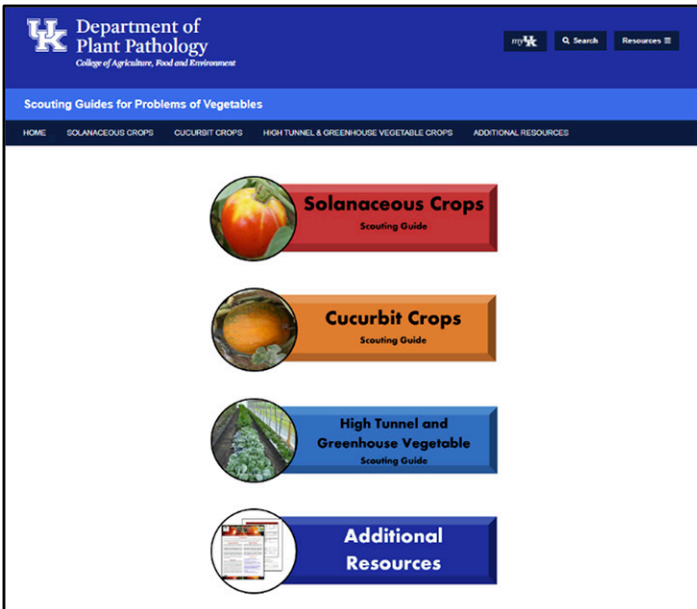 UK Department of
Plant Pathology
College of Agriculture, Food and Environment
myUK Search Resources
Scouting Guides for Problems of Vegetables
HOME SOLANACEOUS CROPS CUCURBIT CROPS HIGH TUNNEL & GREENHOUSE VEGETABLE CROPS ADDITIONAL RESOURCES
Solanaceous Crops
Scouting Guide
Cucurbit Crops
Scouting Guide
High Tunnel and
Greenhouse Vegetable
Scouting Guide
Additional
Resources